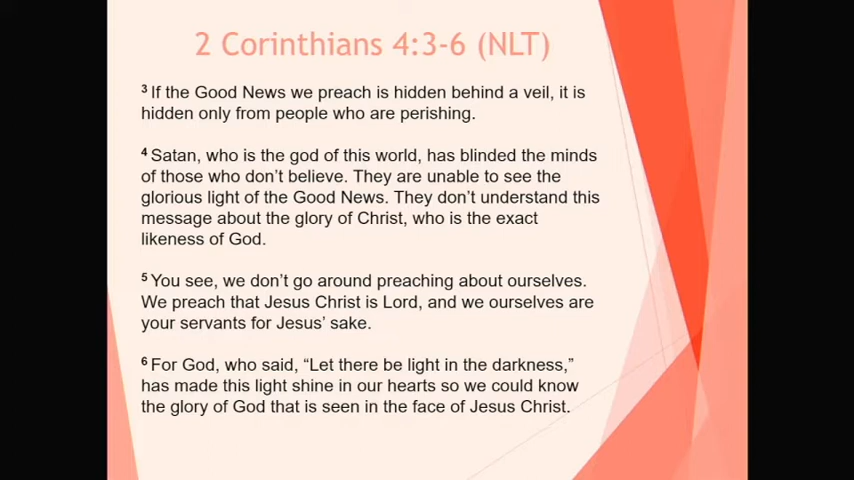 2 Corinthians 4:3-6 (NLT)
³ If the Good News we preach is hidden behind a veil, it is
hidden only from people who are perishing.
⁴ Satan, who is the god of this world, has blinded the minds
of those who don’t believe. They are unable to see the
glorious light of the Good News. They don’t understand this
message about the glory of Christ, who is the exact
likeness of God.
⁵ You see, we don’t go around preaching about ourselves.
We preach that Jesus Christ is Lord, and we ourselves are
your servants for Jesus’ sake.
⁶ For God, who said, “Let there be light in the darkness,”
has made this light shine in our hearts so we could know
the glory of God that is seen in the face of Jesus Christ.